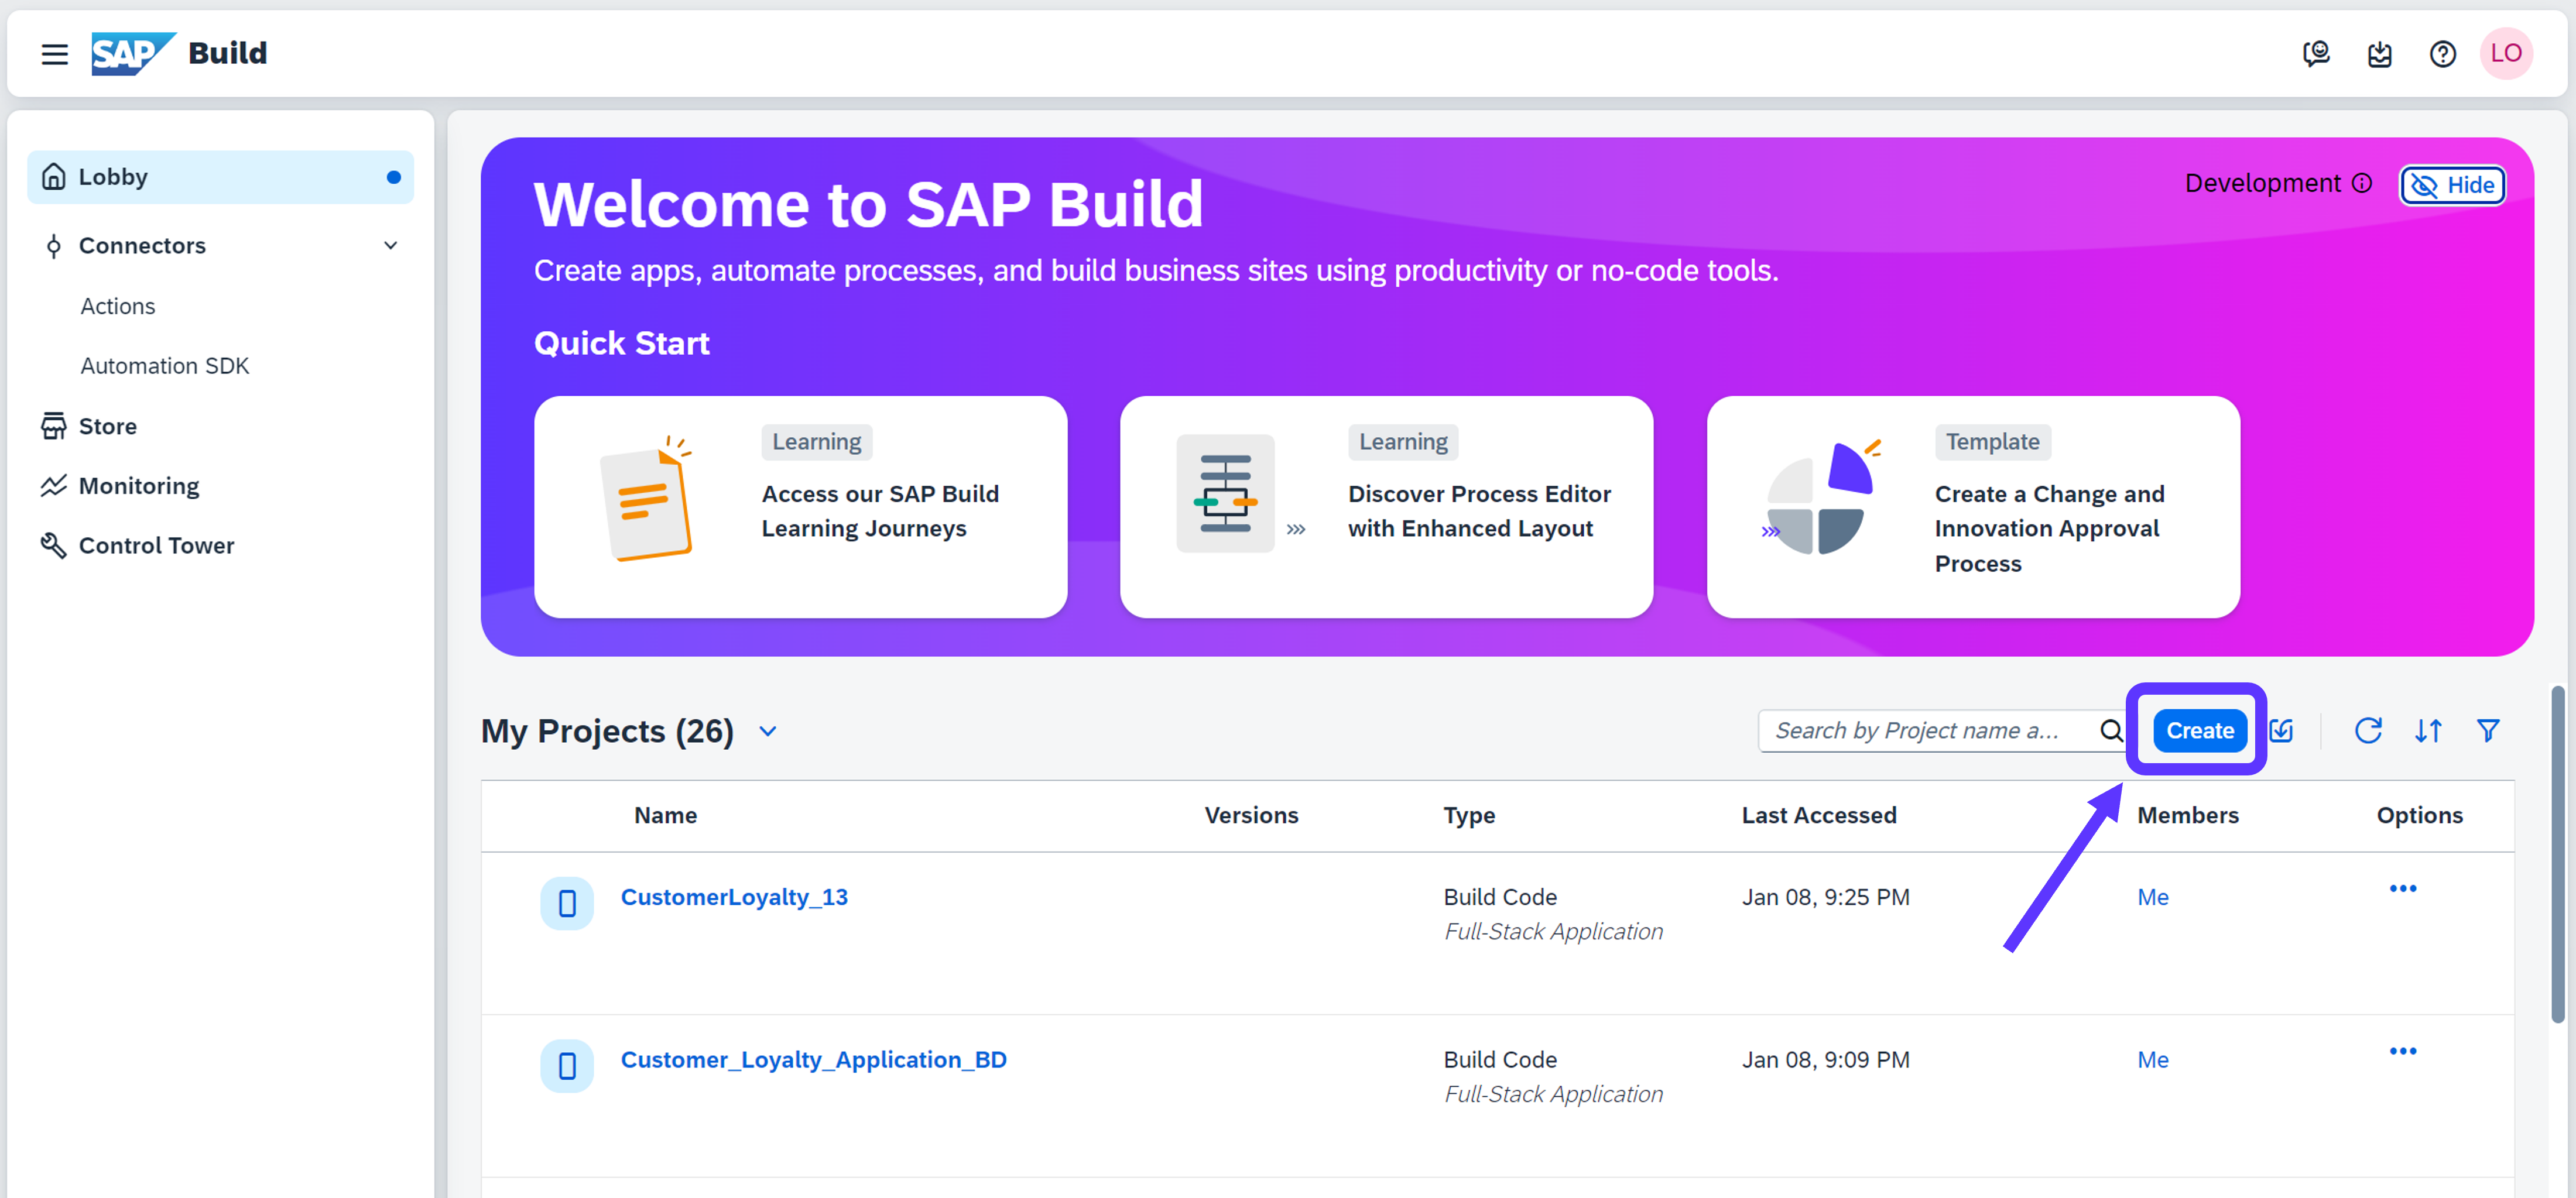 SAP Build
LO
Lobby
Connectors
Actions
Automation SDK
Store
Monitoring
Control Tower
Welcome to SAP Build
Development
Hide
Create apps, automate processes, and build business sites using productivity or no-code tools.
Quick Start
Learning
Access our SAP Build
Learning Journeys
Learning
Discover Process Editor
with Enhanced Layout
Template
Create a Change and
Innovation Approval
Process
My Projects (26)
Search by Project name a...
Create
Name Versions Type Last Accessed Members Options
CustomerLoyalty_13 Build Code Jan 08, 9:25 PM Me
Full-Stack Application
Customer_Loyalty_Application_BD Build Code Jan 08, 9:09 PM Me
Full-Stack Application